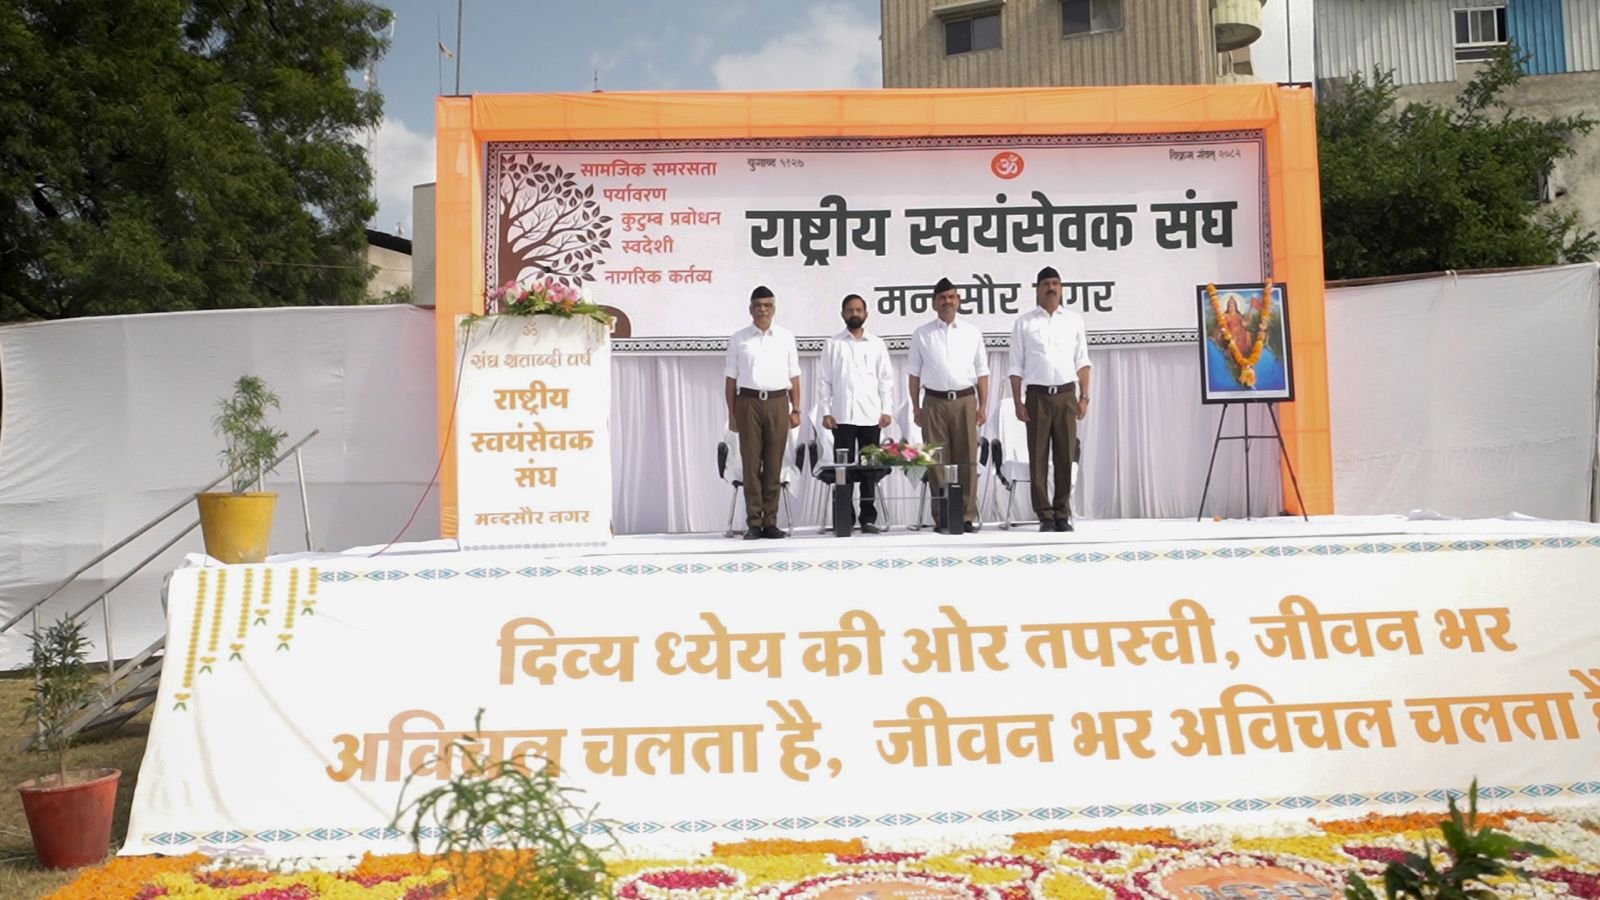 सामजिक समरसता
पर्यावरण
कुटुम्ब प्रबोधन
स्वदेशी
नागरिक कर्तव्य
युगाब्द ५१२७
ॐ
विक्रम संवत् २०८२
राष्ट्रीय स्वयंसेवक संघ
मन्दसौर नगर
ॐ
संघ शताब्दी वर्ष
राष्ट्रीय
स्वयंसेवक
संघ
मन्दसौर नगर
दिव्य ध्येय की ओर तपस्वी, जीवन भर
अविचल चलता है, जीवन भर अविचल चलता है